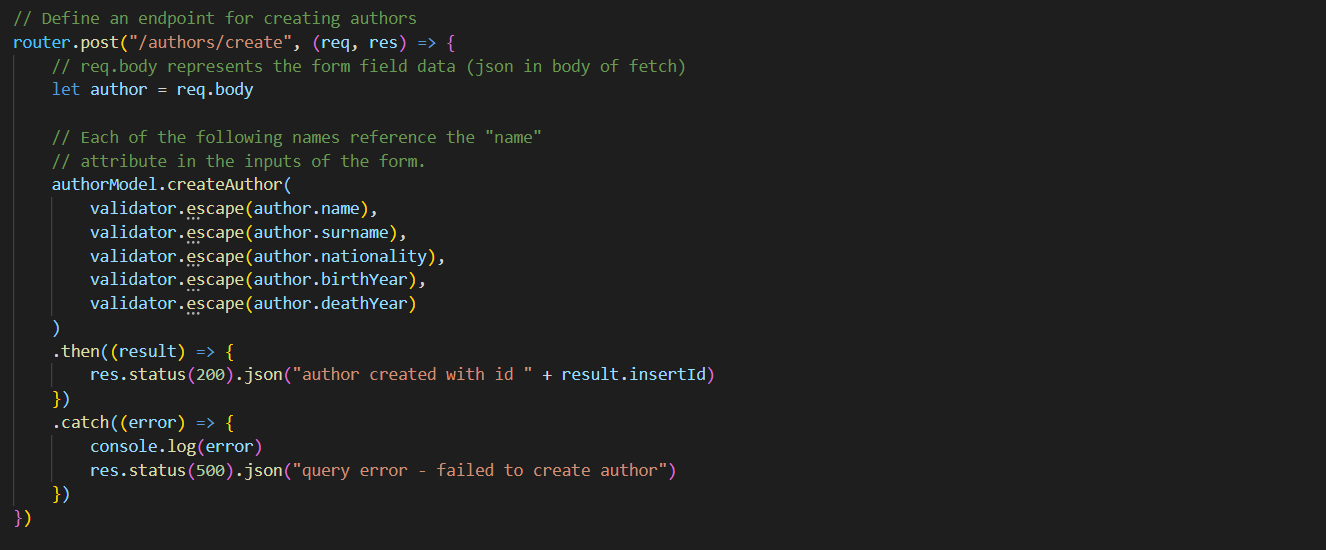 // Define an endpoint for creating authors
router.post("/authors/create", (req, res) => {
    // req.body represents the form field data (json in body of fetch)
    let author = req.body

    // Each of the following names reference the "name"
    // attribute in the inputs of the form.
    authorModel.createAuthor(
        validator.escape(author.name),
        validator.escape(author.surname),
        validator.escape(author.nationality),
        validator.escape(author.birthYear),
        validator.escape(author.deathYear)
    )
    .then((result) => {
        res.status(200).json("author created with id " + result.insertId)
    })
    .catch((error) => {
        console.log(error)
        res.status(500).json("query error - failed to create author")
    })
})